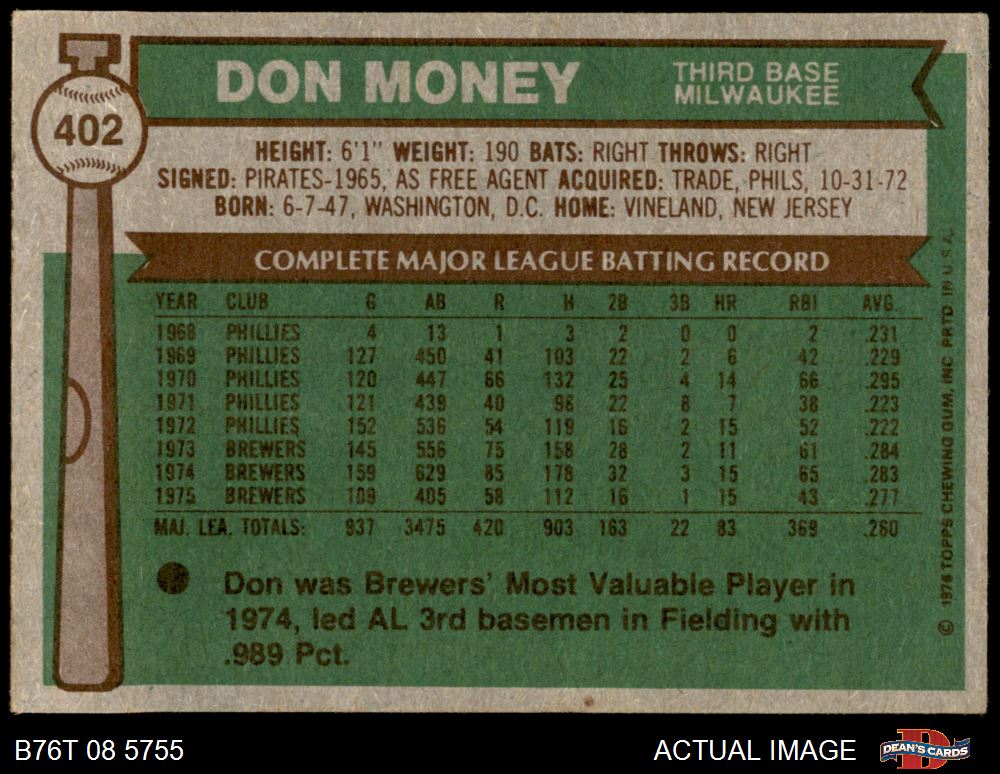 402
DON MONEY
THIRD BASE
MILWAUKEE
HEIGHT: 6'1" WEIGHT: 190 BATS: RIGHT THROWS: RIGHT
SIGNED: PIRATES-1965, AS FREE AGENT ACQUIRED: TRADE, PHILS, 10-31-72
BORN: 6-7-47, WASHINGTON, D.C. HOME: VINELAND, NEW JERSEY
COMPLETE MAJOR LEAGUE BATTING RECORD
YEAR CLUB G AB R H 2B 3B HR RBI AVG.
1968 PHILLIES 4 13 1 3 2 0 0 2 .231
1969 PHILLIES 127 450 41 103 22 2 6 42 .229
1970 PHILLIES 120 447 66 132 25 4 14 66 .295
1971 PHILLIES 121 439 40 98 22 8 7 38 .223
1972 PHILLIES 152 536 54 119 16 2 15 52 .222
1973 BREWERS 145 556 75 158 28 2 11 61 .284
1974 BREWERS 159 629 85 178 32 3 15 65 .283
1975 BREWERS 109 405 58 112 16 1 15 43 .277
MAJ. LEA. TOTALS: 937 3475 420 903 163 22 83 369 .260
Don was Brewers' Most Valuable Player in
1974, led AL 3rd basemen in Fielding with
.989 Pct.
© 1976 TOPPS CHEWING GUM, INC. PRTD. IN U.S.A.
B76T 08 5755
ACTUAL IMAGE
DEAN'S CARDS